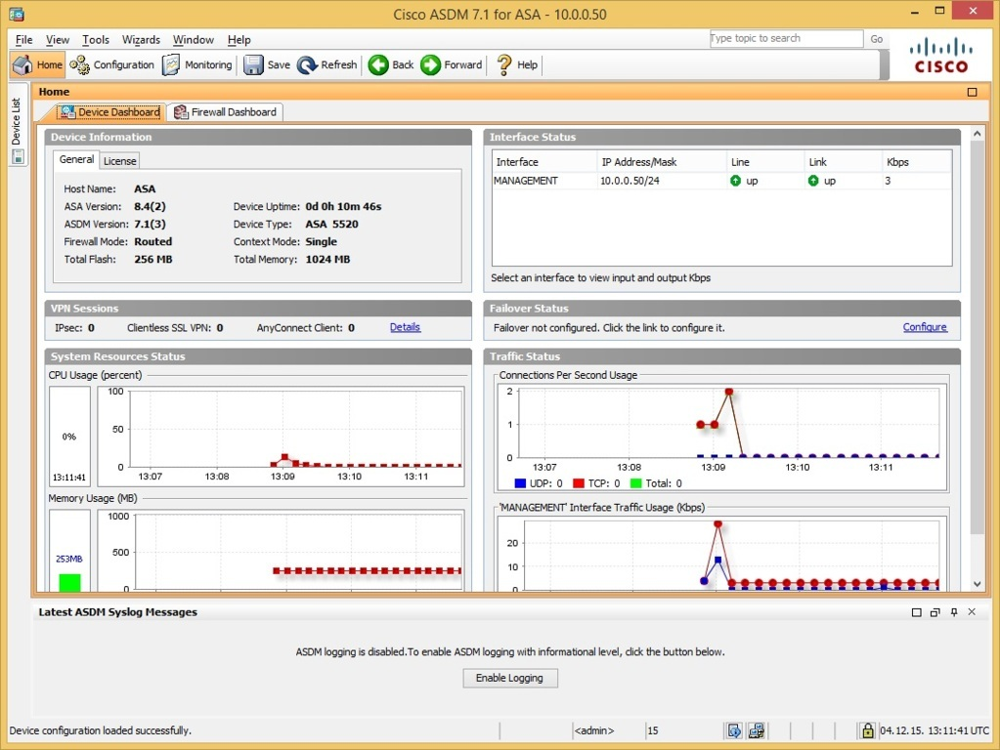 Cisco ASDM 7.1 for ASA - 10.0.0.50
File View Tools Wizards Window Help
Type topic to search Go
CISCO
Home Configuration Monitoring Save Refresh Back Forward Help
Device List
Home
Device Dashboard Firewall Dashboard
Device Information
General License
Host Name: ASA
ASA Version: 8.4(2) Device Uptime: 0d 0h 10m 46s
ASDM Version: 7.1(3) Device Type: ASA 5520
Firewall Mode: Routed Context Mode: Single
Total Flash: 256 MB Total Memory: 1024 MB
Interface Status
Interface IP Address/Mask Line Link Kbps
MANAGEMENT 10.0.0.50/24 up up 3
Select an interface to view input and output Kbps
VPN Sessions
IPsec: 0 Clientless SSL VPN: 0 AnyConnect Client: 0 Details
Failover Status
Failover not configured. Click the link to configure it. Configure
System Resources Status
CPU Usage (percent)
100
50
0
0%
13:11:41
13:07 13:08 13:09 13:10 13:11
Memory Usage (MB)
1000
500
0
253MB
Traffic Status
Connections Per Second Usage
2
1
0
13:07 13:08 13:09 13:10 13:11
UDP: 0 TCP: 0 Total: 0
'MANAGEMENT' Interface Traffic Usage (Kbps)
20
10
0
Latest ASDM Syslog Messages
ASDM logging is disabled.To enable ASDM logging with informational level, click the button below.
Enable Logging
Device configuration loaded successfully. <admin> 15 04.12.15. 13:11:41 UTC